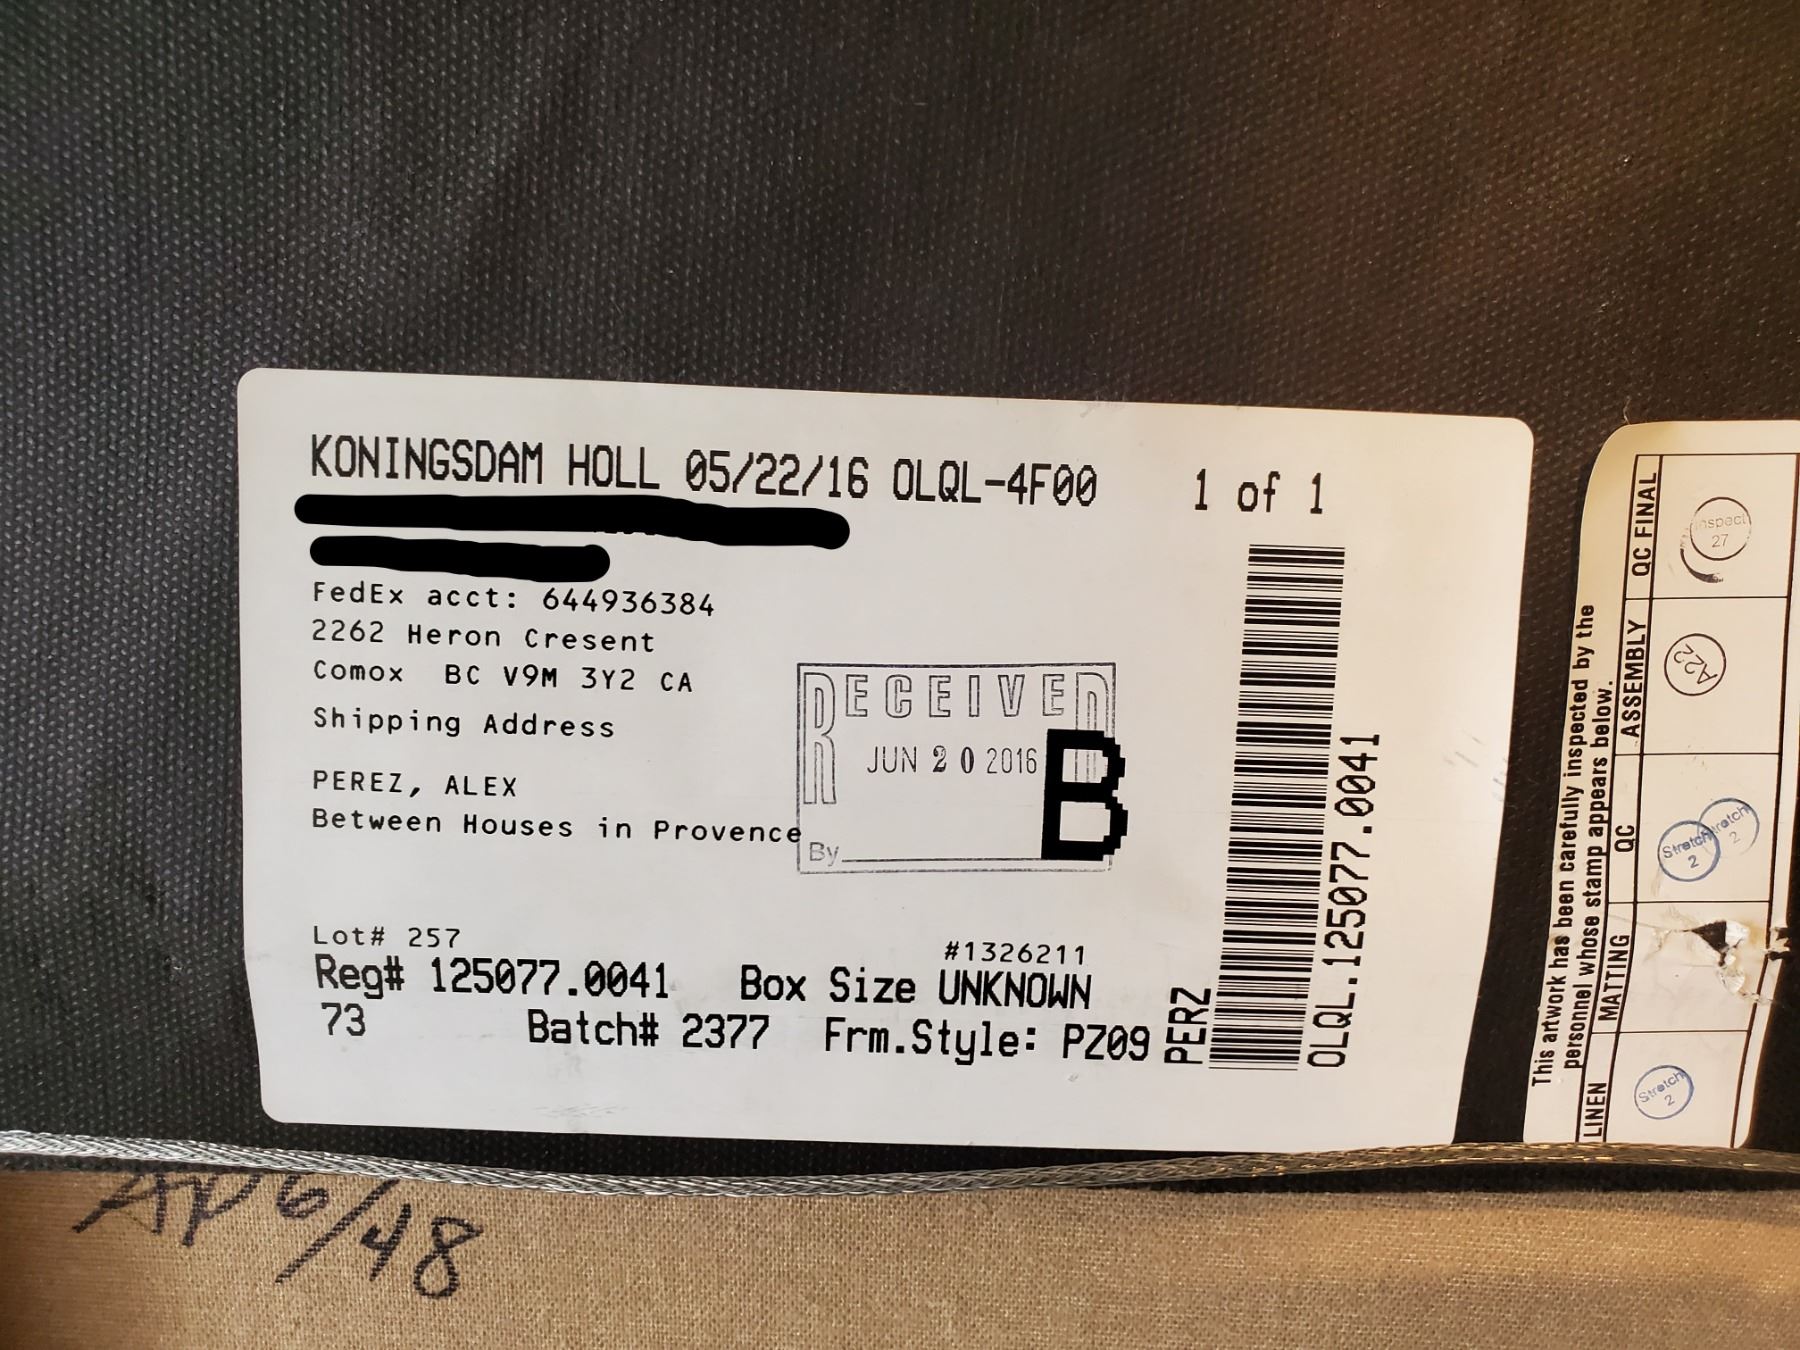 KONINGSDAM HOLL 05/22/16 OLQL-4F00 1 of 1
FedEx acct: 644936384
2262 Heron Cresent
Comox BC V9M 3Y2 CA
Shipping Address
PEREZ, ALEX
Between Houses in Provence
RECEIVED
JUN 20 2016
B
By
Lot# 257
#1326211
Reg# 125077.0041 Box Size UNKNOWN
73 Batch# 2377 Frm.Style: PZ09
PERZ
OLQL.125077.0041
This artwork has been carefully inspected by the
personnel whose stamp appears below.
LINEN MATTING QC ASSEMBLY QC FINAL
Stretch 2
Stretch 2
Stretch 2
A22
Inspect 27
AP 6/48